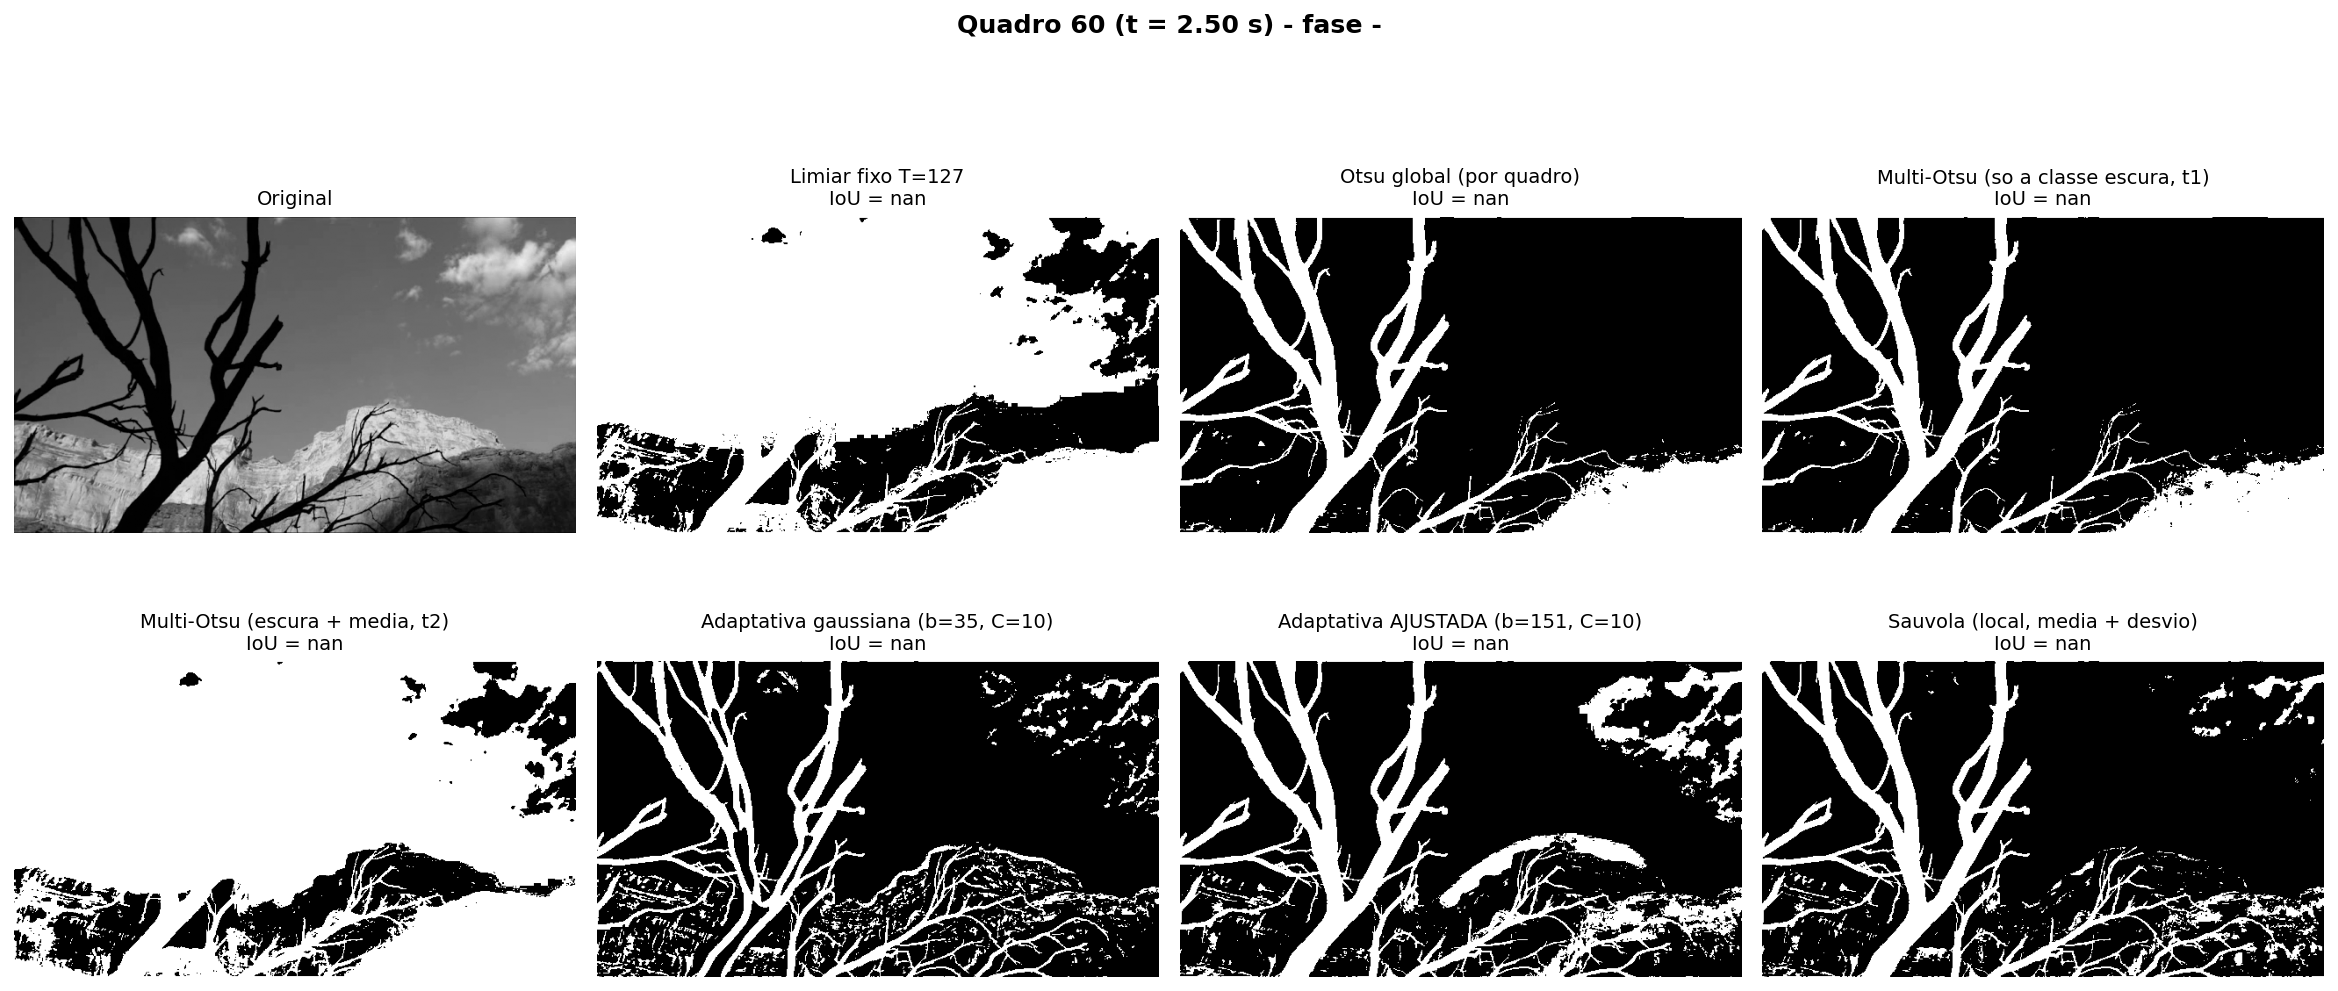 Quadro 60 (t = 2.50 s) - fase -
Original
Limiar fixo T=127
IoU = nan
Otsu global (por quadro)
IoU = nan
Multi-Otsu (so a classe escura, t1)
IoU = nan
Multi-Otsu (escura + media, t2)
IoU = nan
Adaptativa gaussiana (b=35, C=10)
IoU = nan
Adaptativa AJUSTADA (b=151, C=10)
IoU = nan
Sauvola (local, media + desvio)
IoU = nan